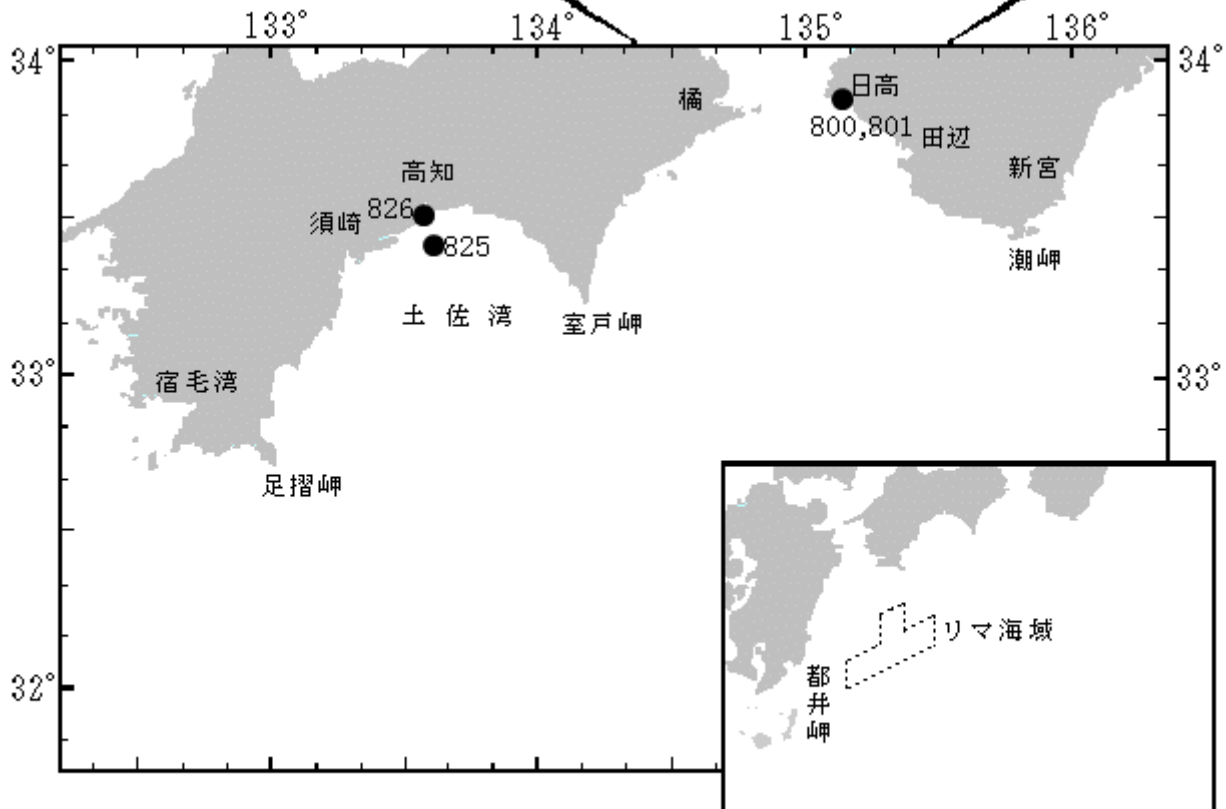 133° 134° 135° 136°
34° 34°
橘
日高
800,801
田辺
高知
新宮
須崎
826
825
潮岬
土佐湾
室戸岬
33° 33°
宿毛湾
足摺岬
リマ海域
32°
都井岬